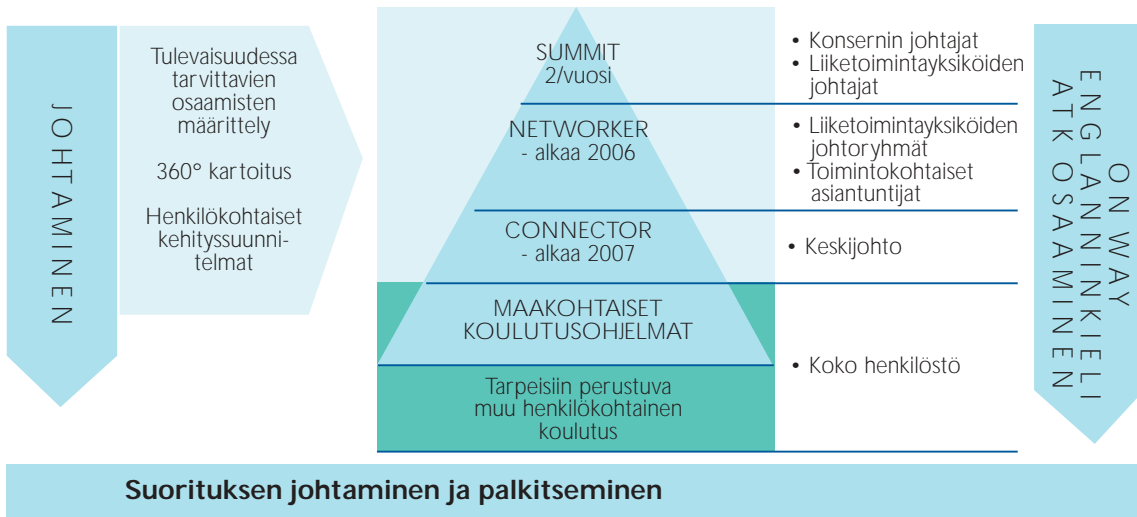 JOHTAMINEN
Tulevaisuudessa
tarvittavien
osaamisten
määrittely
360° kartoitus
Henkilökohtaiset
kehityssuunni-
telmat
SUMMIT
2/vuosi
• Konsernin johtajat
• Liiketoimintayksiköiden
johtajat
NETWORKER
- alkaa 2006
• Liiketoimintayksiköiden
johtoryhmät
• Toimintokohtaiset
asiantuntijat
CONNECTOR
- alkaa 2007
• Keskijohto
MAAKOHTAISET
KOULUTUSOHJELMAT
Tarpeisiin perustuva
muu henkilökohtainen
koulutus
• Koko henkilöstö
ON WAY
ENGLANNINKIELI
ATK OSAAMINEN
Suorituksen johtaminen ja palkitseminen